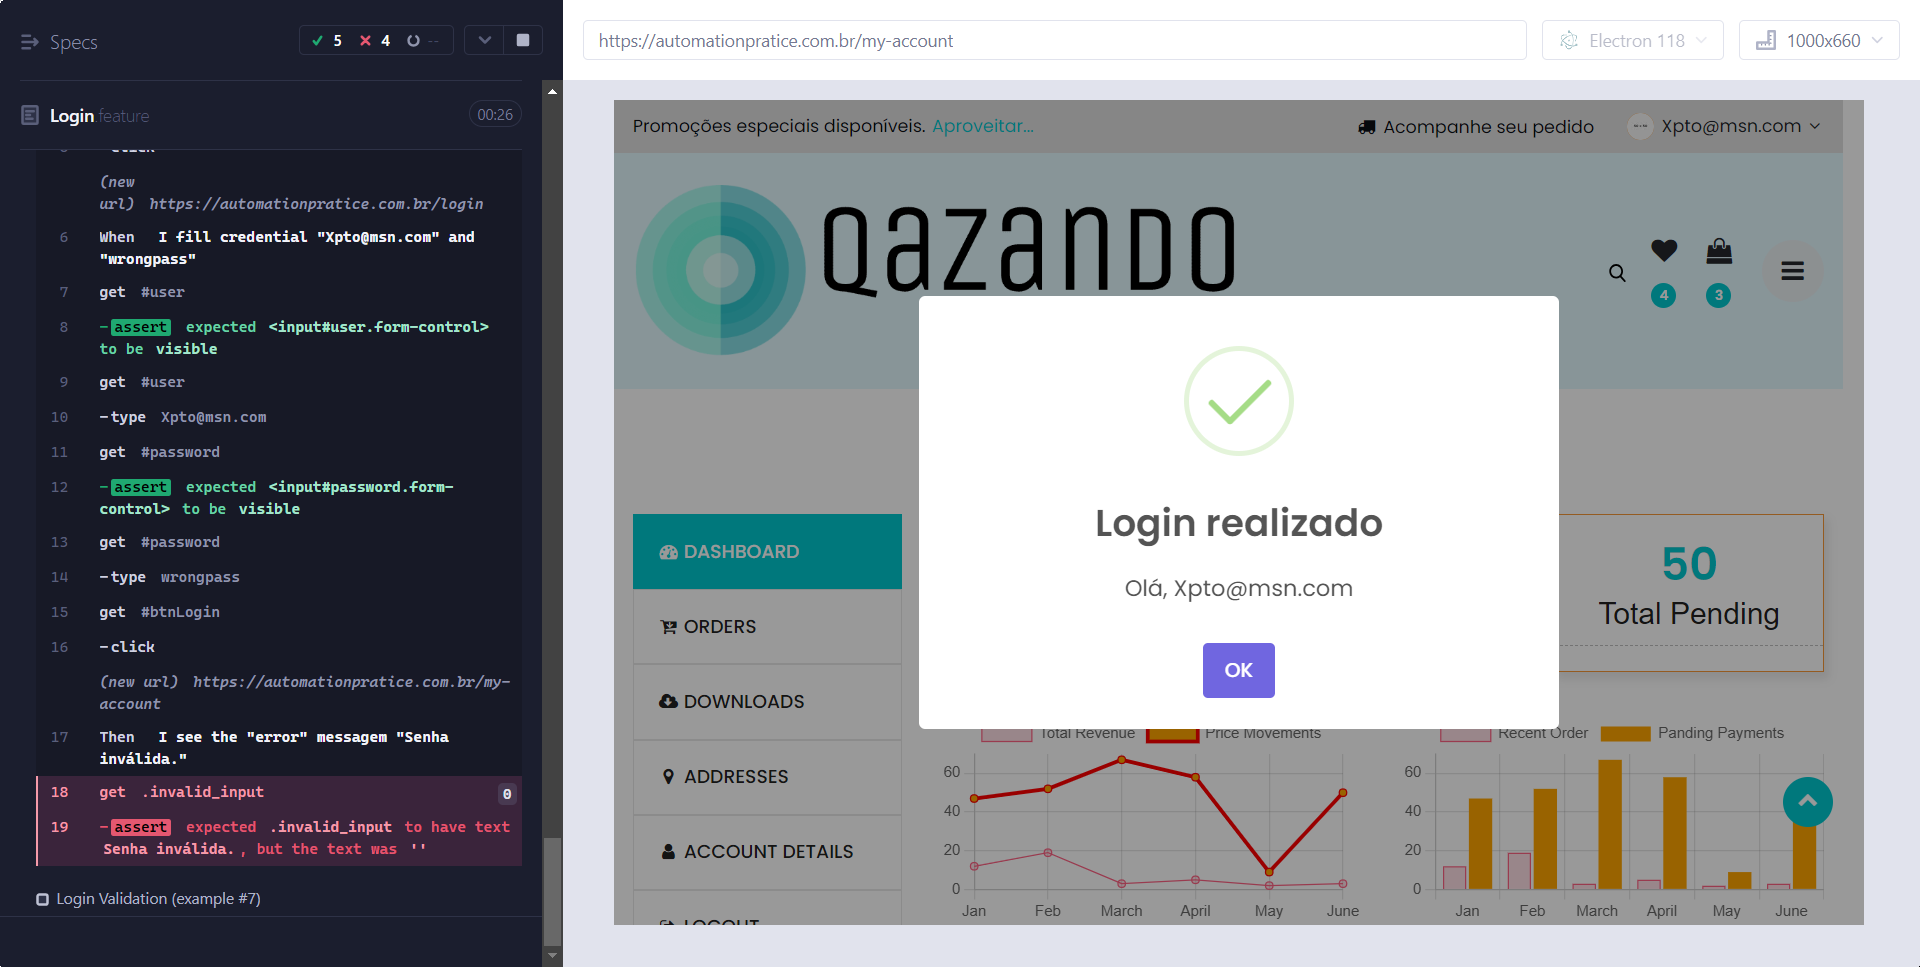 Specs
5 4 --
https://automationpratice.com.br/my-account
Electron 118
1000x660
Login feature
00:26
(new
url) https://automationpratice.com.br/login
6 When I fill credential "Xpto@msn.com" and
"wrongpass"
7 get #user
8 -assert expected <input#user.form-control>
to be visible
9 get #user
10 -type Xpto@msn.com
11 get #password
12 -assert expected <input#password.form-
control> to be visible
13 get #password
14 -type wrongpass
15 get #btnLogin
16 -click
(new url) https://automationpratice.com.br/my-
account
17 Then I see the "error" messagem "Senha
inválida."
18 get .invalid_input 0
19 -assert expected .invalid_input to have text
Senha inválida., but the text was ''
Login Validation (example #7)
Promoções especiais disponíveis. Aproveitar...
Acompanhe seu pedido
Xpto@msn.com
QAZANDO
4 3
Login realizado
Olá, Xpto@msn.com
OK
DASHBOARD
ORDERS
DOWNLOADS
ADDRESSES
ACCOUNT DETAILS
LOGOUT
50
Total Pending
Total Revenue Price Movements
60
40
20
0
Jan Feb March April May June
Recent Order Panding Payments
60
40
20
0
Jan Feb March April May June